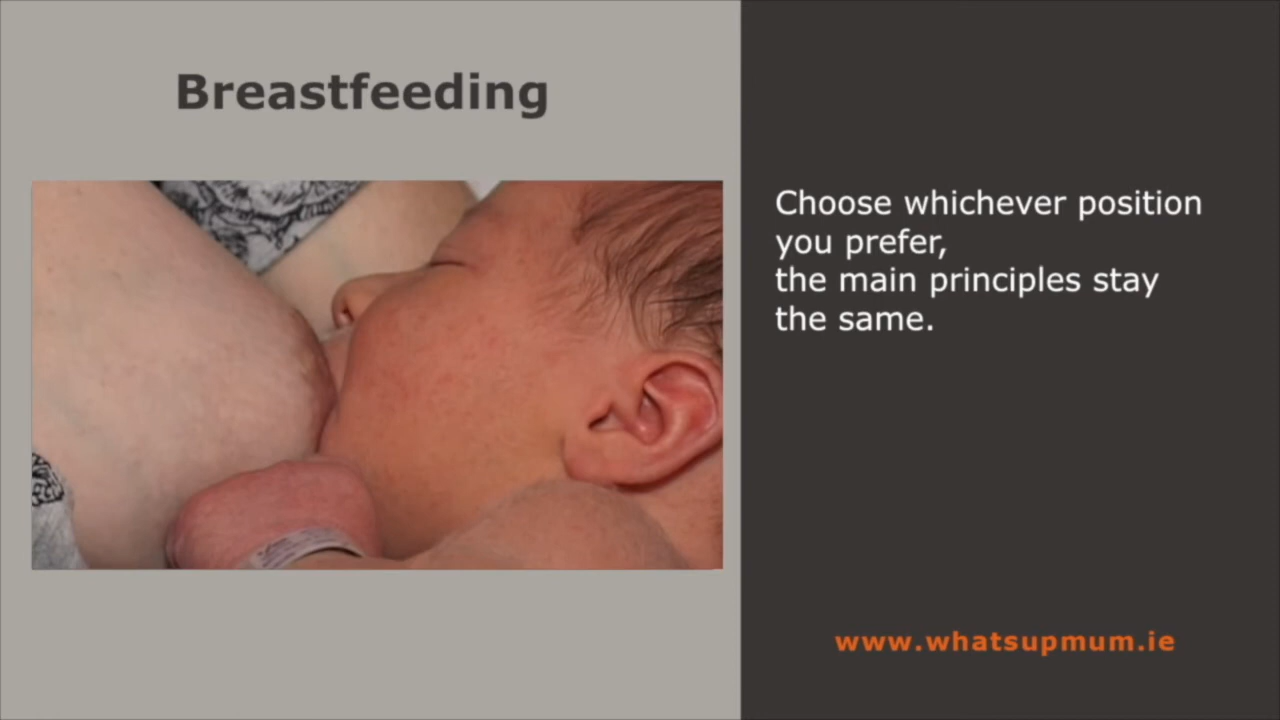 Breastfeeding
Choose whichever position
you prefer,
the main principles stay
the same.
www.whatsupmum.ie